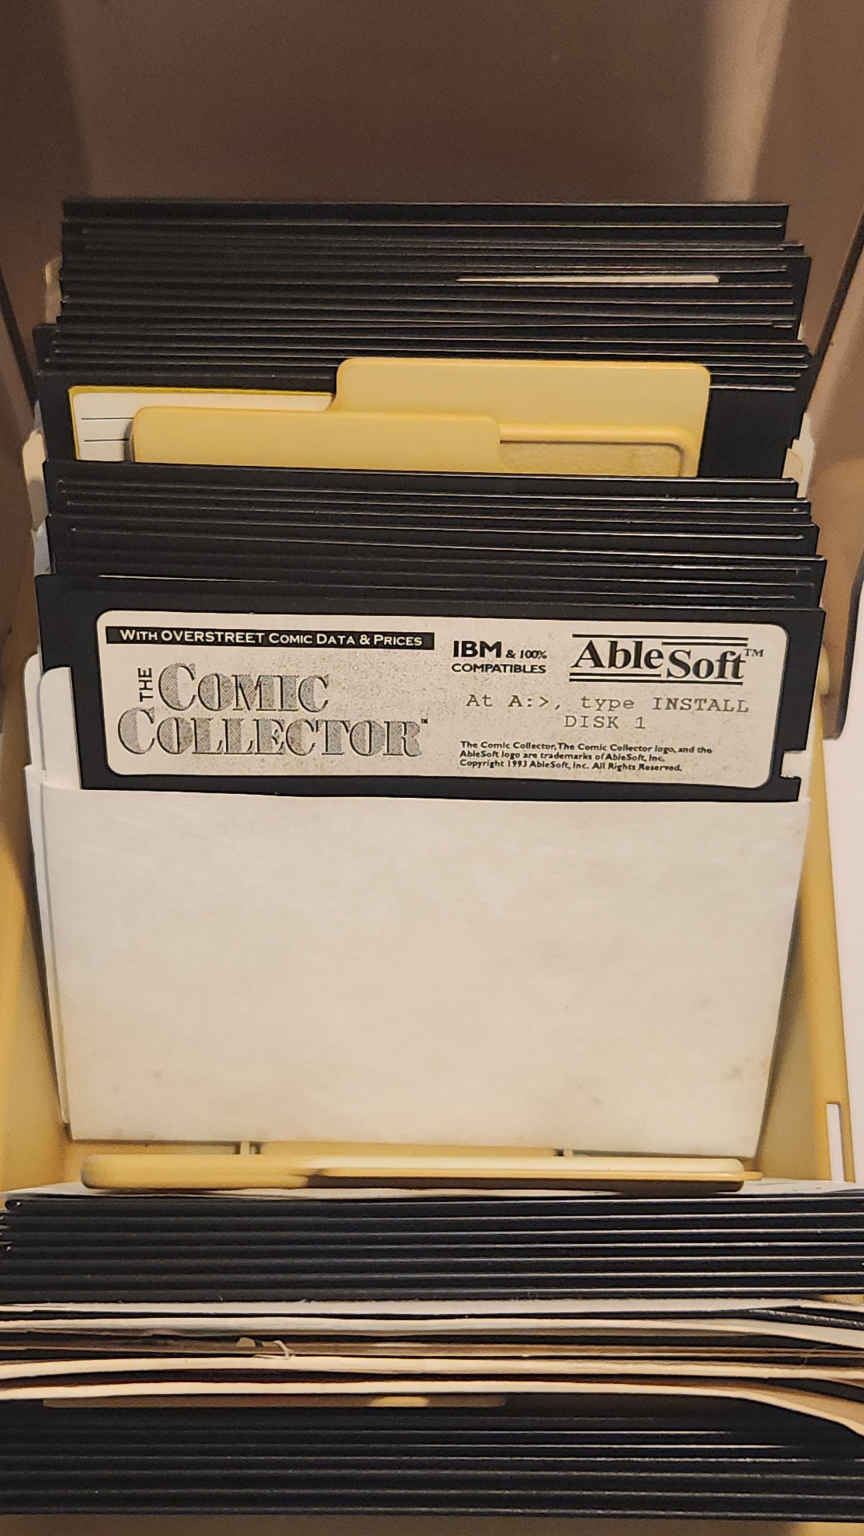 WITH OVERSTREET COMIC DATA & PRICES
THE
COMIC
COLLECTOR™
IBM & 100%
COMPATIBLES
AbleSoft™
At A:>, type INSTALL
DISK 1
The Comic Collector, The Comic Collector logo, and the
AbleSoft logo are trademarks of AbleSoft, Inc.
Copyright 1993 AbleSoft, Inc. All Rights Reserved.